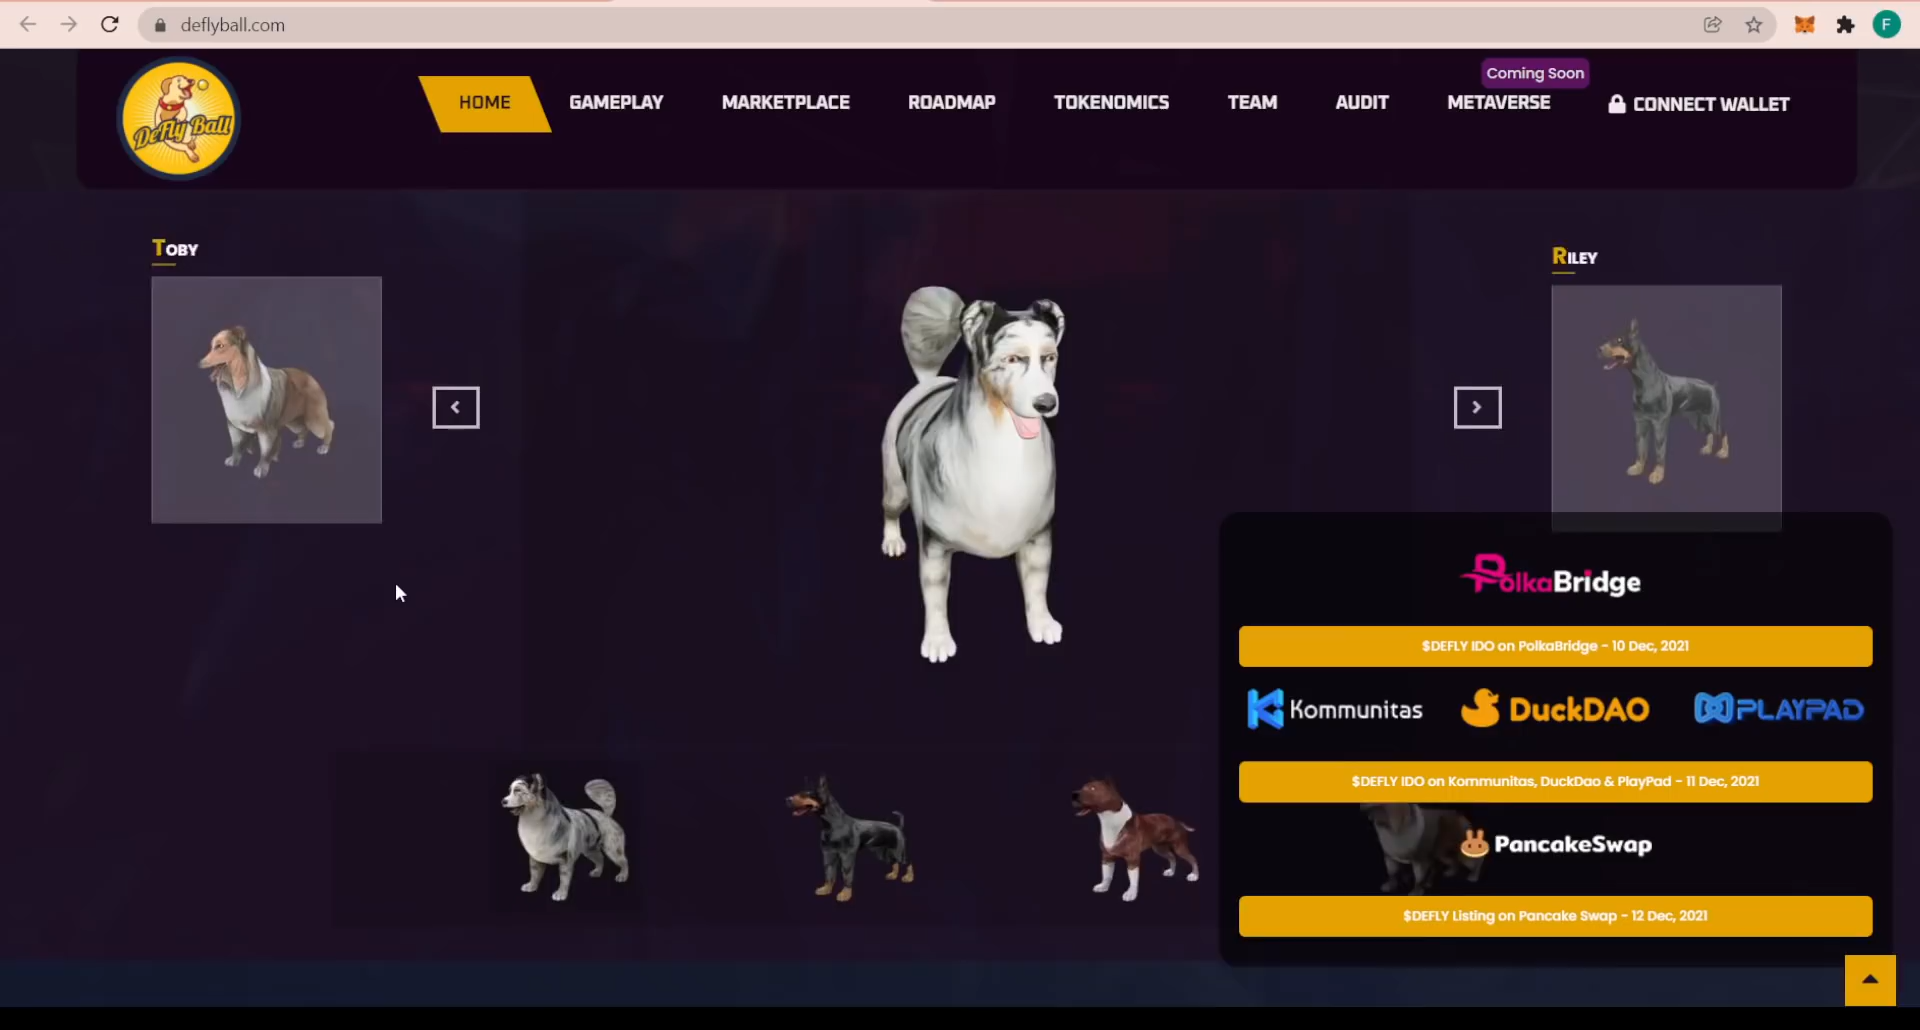 deflyball.com
F
DeFly Ball
Coming Soon
HOME GAMEPLAY MARKETPLACE ROADMAP TOKENOMICS TEAM AUDIT METAVERSE CONNECT WALLET
TOBY
RILEY
PolkaBridge
$DEFLY IDO on PolkaBridge - 10 Dec, 2021
Kommunitas DuckDAO PLAYPAD
$DEFLY IDO on Kommunitas, DuckDao & PlayPad - 11 Dec, 2021
PancakeSwap
$DEFLY Listing on Pancake Swap - 12 Dec, 2021